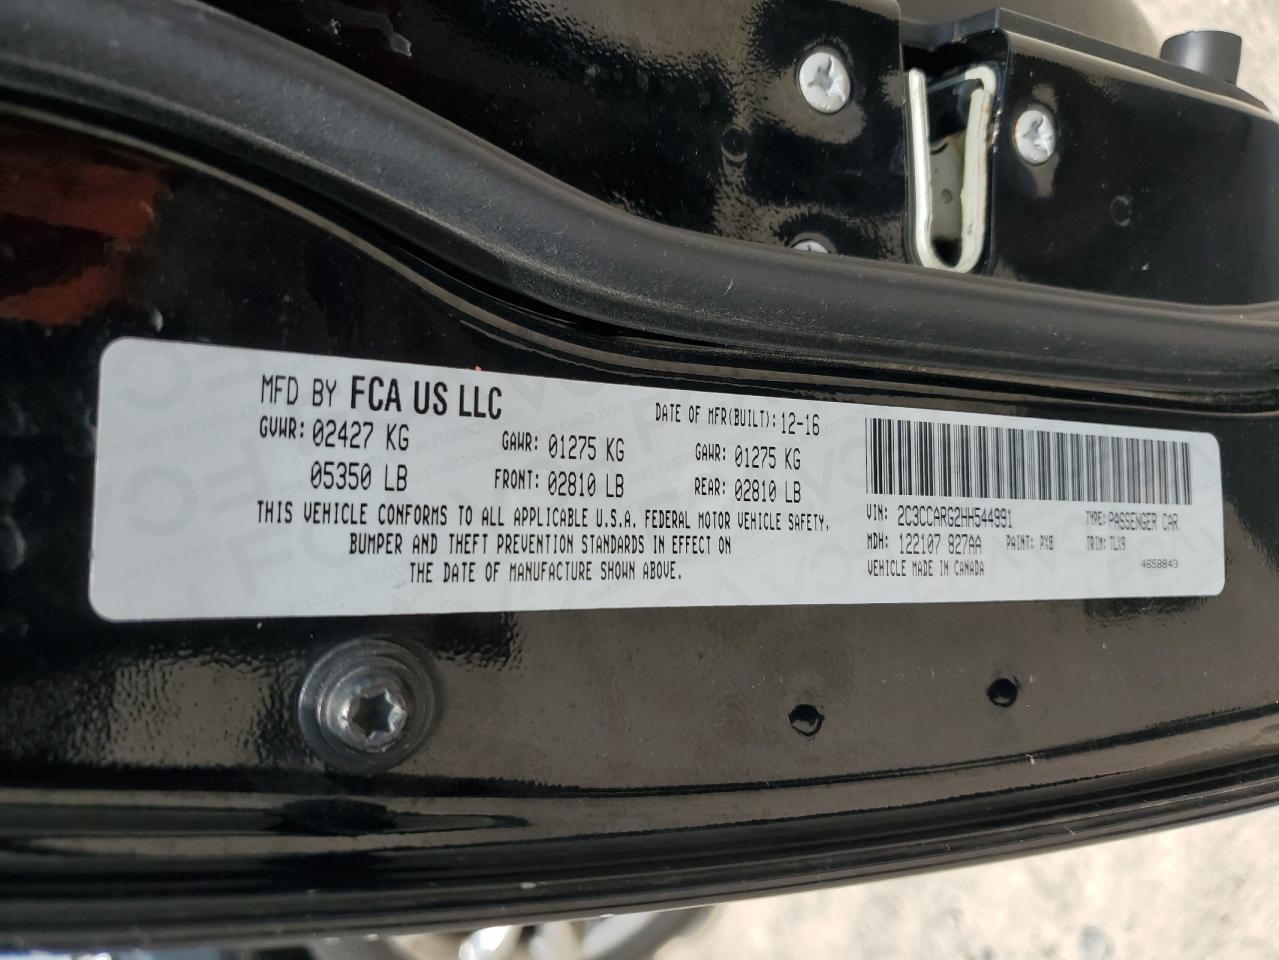 MFD BY FCA US LLC DATE OF MFR(BUILT): 12-16
GVWR: 02427 KG GAWR: 01275 KG GAWR: 01275 KG
05350 LB FRONT: 02810 LB REAR: 02810 LB
THIS VEHICLE CONFORMS TO ALL APPLICABLE U.S.A. FEDERAL MOTOR VEHICLE SAFETY,
BUMPER AND THEFT PREVENTION STANDARDS IN EFFECT ON
THE DATE OF MANUFACTURE SHOWN ABOVE.
VIN: 2C3CCARG2HH544991 TYPE: PASSENGER CAR
MDH: 122107 827AA PAINT: PX8 TRIM: TLX9
VEHICLE MADE IN CANADA 4658843